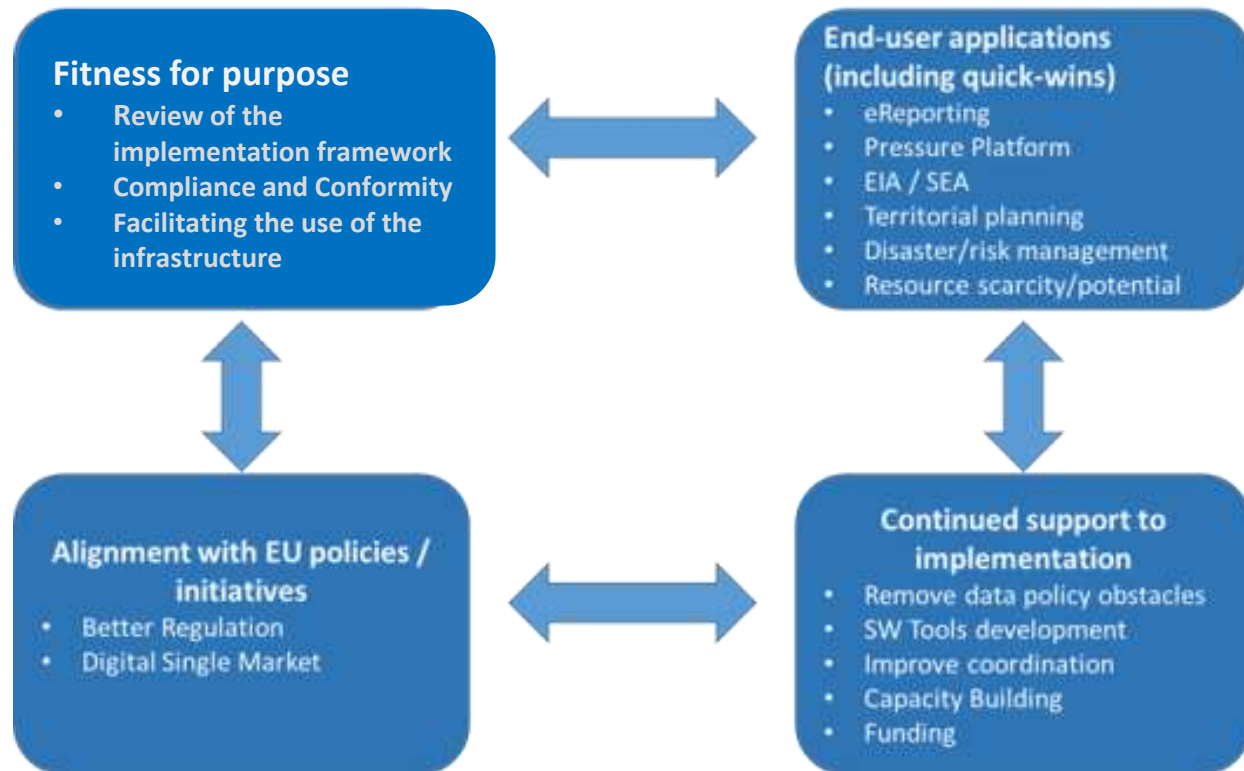 Fitness for purpose
• Review of the
implementation framework
• Compliance and Conformity
• Facilitating the use of the
infrastructure
End-user applications
(including quick-wins)
• eReporting
• Pressure Platform
• EIA / SEA
• Territorial planning
• Disaster/risk management
• Resource scarcity/potential
Alignment with EU policies /
initiatives
• Better Regulation
• Digital Single Market
Continued support to
implementation
• Remove data policy obstacles
• SW Tools development
• Improve coordination
• Capacity Building
• Funding